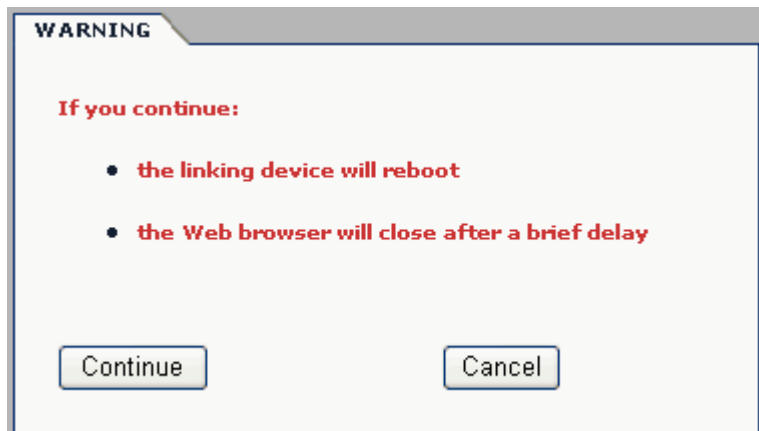 WARNING
If you continue:
the linking device will reboot
the Web browser will close after a brief delay
Continue Cancel